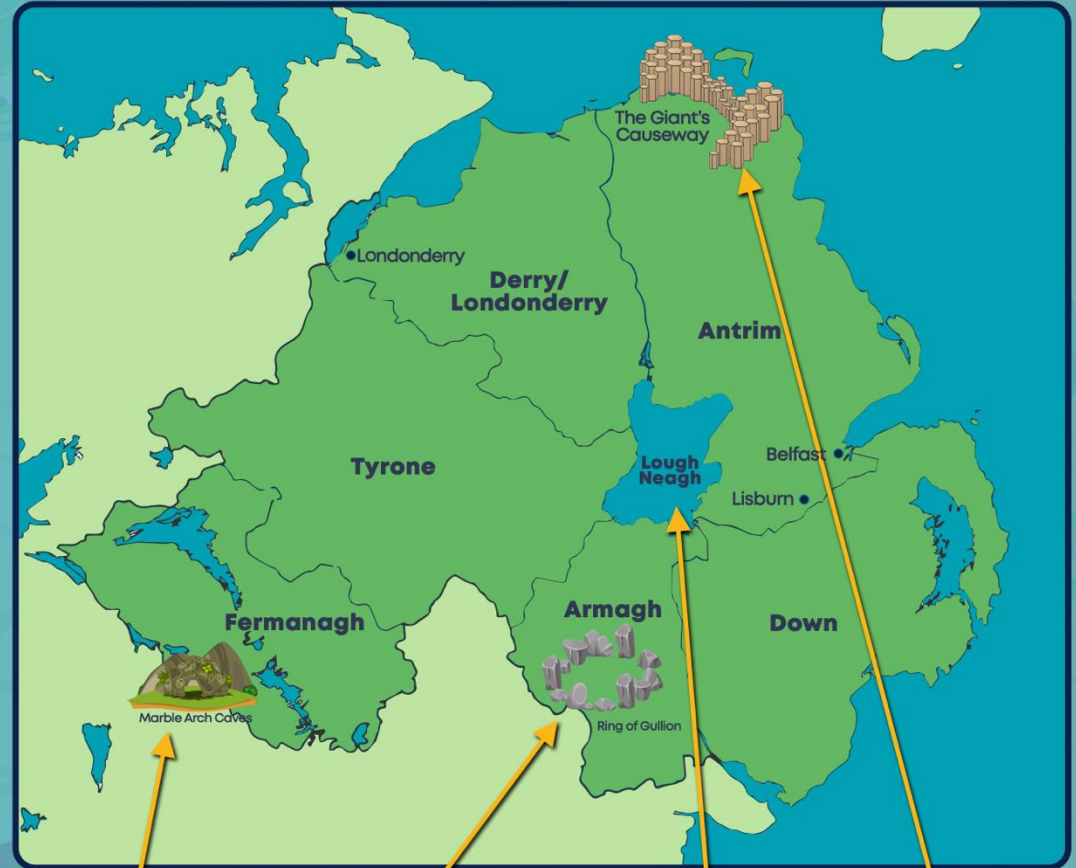 The Giant's
Causeway
Londonderry
Derry/
Londonderry
Antrim
Tyrone
Lough
Neagh
Belfast
Lisburn
Fermanagh
Armagh
Down
Marble Arch Caves
Ring of Gullion